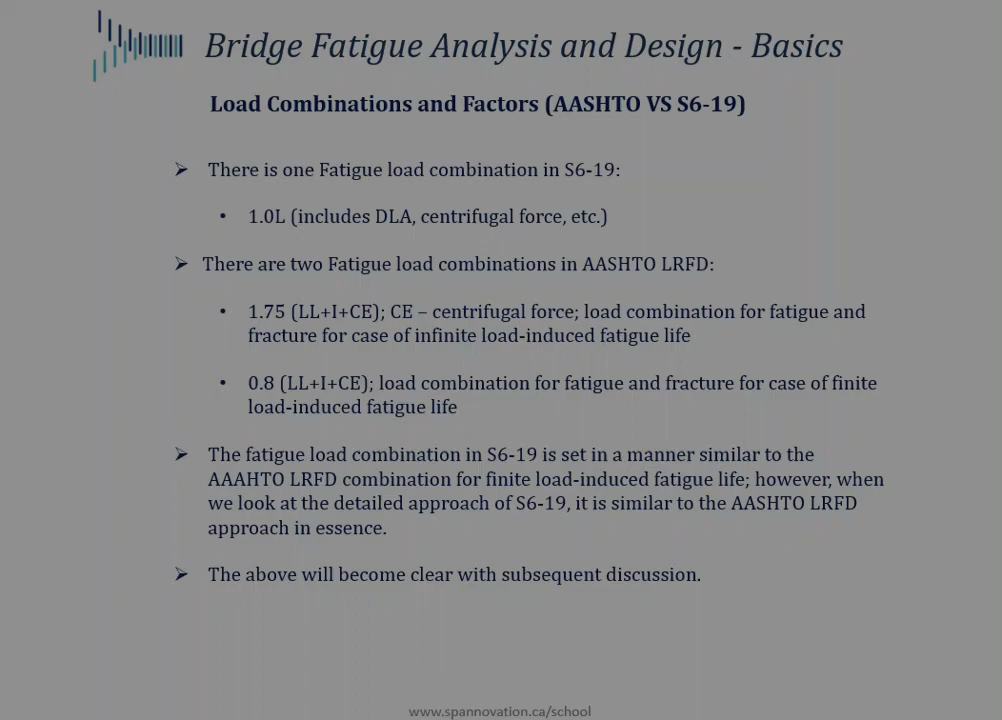 Bridge Fatigue Analysis and Design - Basics
Load Combinations and Factors (AASHTO VS S6-19)
➢ There is one Fatigue load combination in S6-19:
• 1.0L (includes DLA, centrifugal force, etc.)
➢ There are two Fatigue load combinations in AASHTO LRFD:
• 1.75 (LL+I+CE); CE – centrifugal force; load combination for fatigue and
fracture for case of infinite load-induced fatigue life
• 0.8 (LL+I+CE); load combination for fatigue and fracture for case of finite
load-induced fatigue life
➢ The fatigue load combination in S6-19 is set in a manner similar to the
AAAHTO LRFD combination for finite load-induced fatigue life; however, when
we look at the detailed approach of S6-19, it is similar to the AASHTO LRFD
approach in essence.
➢ The above will become clear with subsequent discussion.
www.spannovation.ca/school